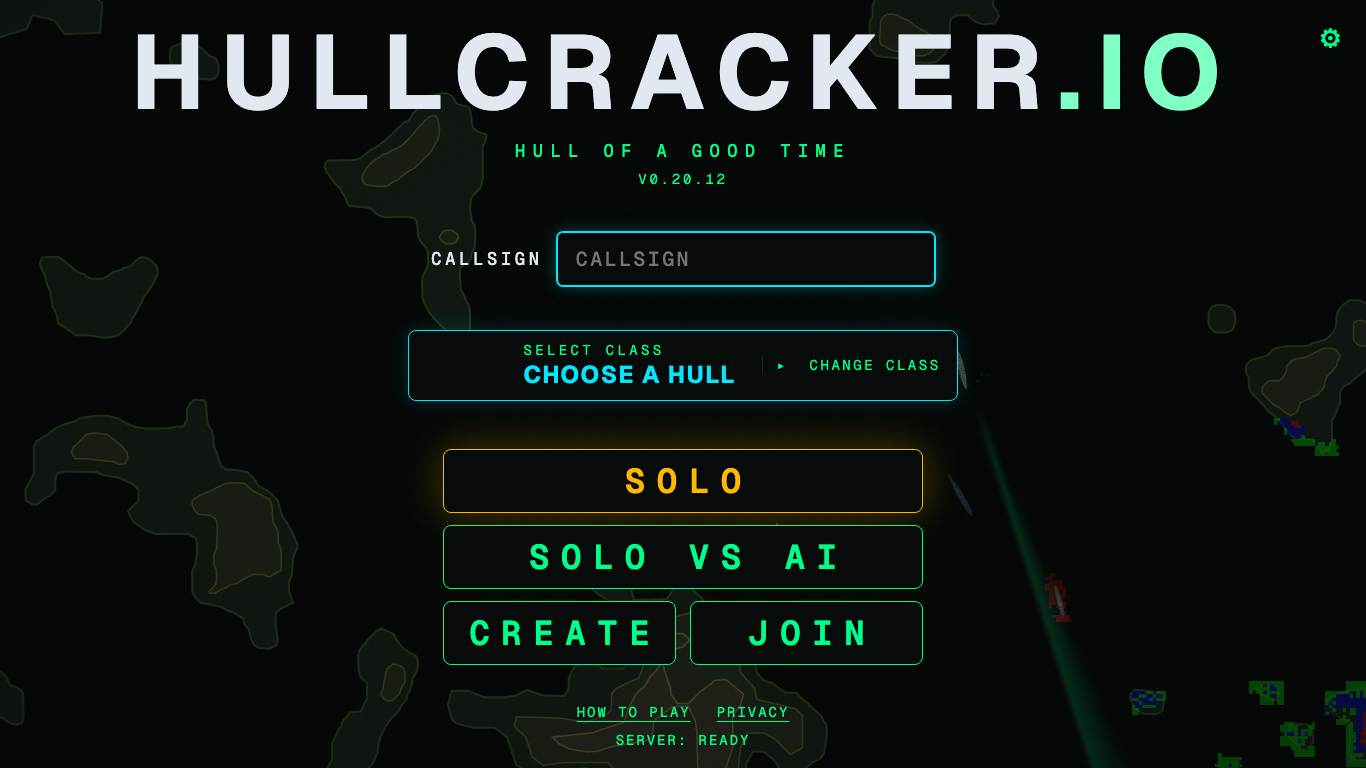 HULLCRACKER.IO
HULL OF A GOOD TIME
V0.20.12
CALLSIGN CALLSIGN
SELECT CLASS
CHOOSE A HULL
▸ CHANGE CLASS
SOLO
SOLO VS AI
CREATE JOIN
HOW TO PLAY PRIVACY
SERVER: READY